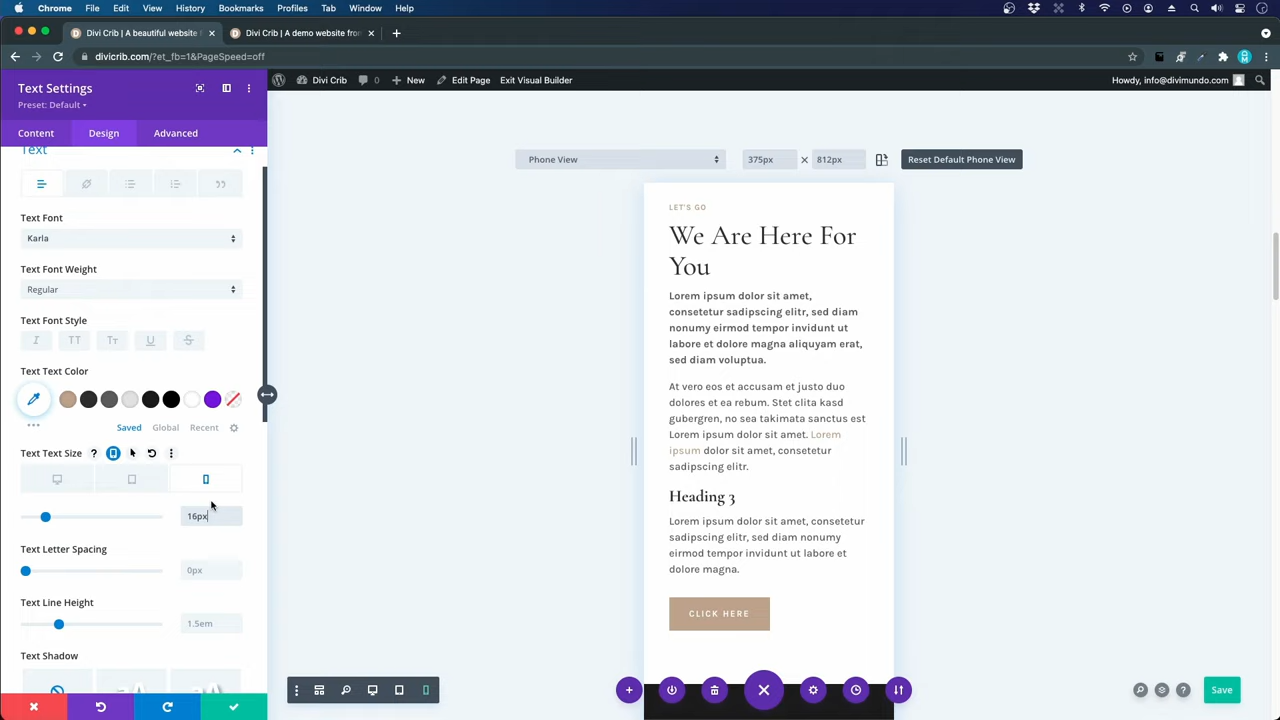 Chrome File Edit View History Bookmarks Profiles Tab Window Help
Divi Crib | A beautiful website f
Divi Crib | A demo website from
divicrib.com/?et_fb=1&PageSpeed=off
Divi Crib 0 New Edit Page Exit Visual Builder Howdy, info@divimundo.com
Text Settings
Preset: Default
Content Design Advanced
Text
Text Font
Karla
Text Font Weight
Regular
Text Font Style
I TT Tт U S
Text Text Color
Saved Global Recent
Text Text Size ?
16px
Text Letter Spacing
0px
Text Line Height
1.5em
Text Shadow
Phone View 375px × 812px Reset Default Phone View
LET'S GO
We Are Here For
You
Lorem ipsum dolor sit amet,
consetetur sadipscing elitr, sed diam
nonumy eirmod tempor invidunt ut
labore et dolore magna aliquyam erat,
sed diam voluptua.
At vero eos et accusam et justo duo
dolores et ea rebum. Stet clita kasd
gubergren, no sea takimata sanctus est
Lorem ipsum dolor sit amet. Lorem
ipsum dolor sit amet, consetetur
sadipscing elitr.
Heading 3
Lorem ipsum dolor sit amet, consetetur
sadipscing elitr, sed diam nonumy
eirmod tempor invidunt ut labore et
dolore magna.
CLICK HERE
? Save